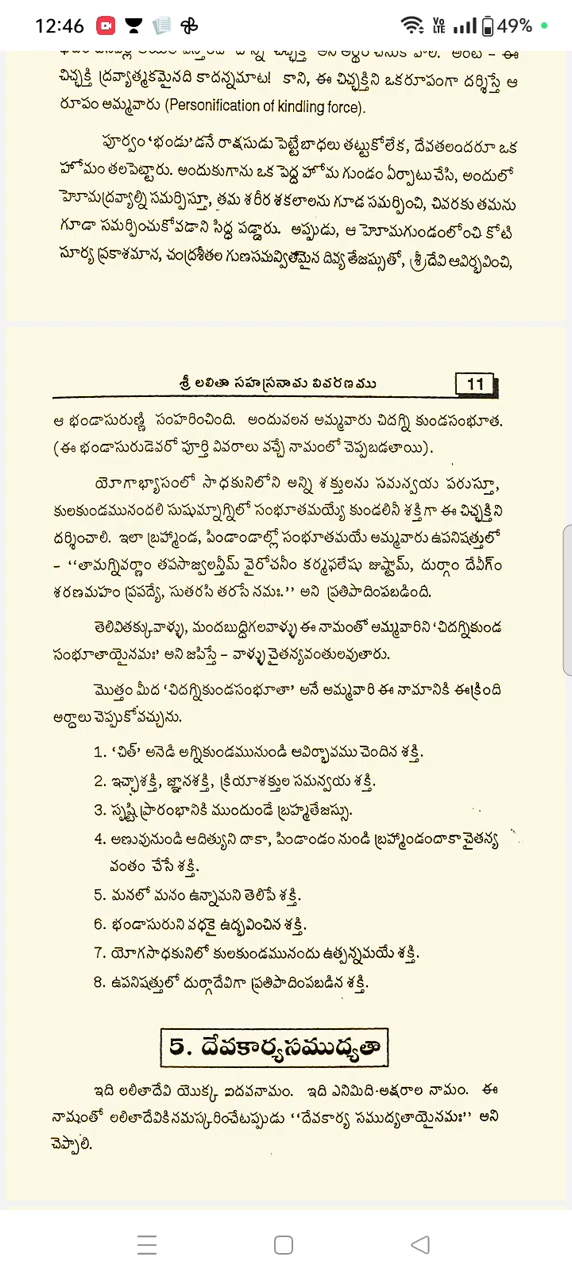 12:46
49%
చిచ్ఛక్తి ద్రవ్యాత్మకమైనది కాదన్నమాట! కాని, ఈ చిచ్ఛక్తిని ఒకరూపంగా దర్శిస్తే ఆ
రూపం అమ్మవారు (Personification of kindling force).
పూర్వం 'భండు'డనే రాక్షసుడు పెట్టేబాధలు తట్టుకోలేక, దేవతలందరూ ఒక
హోమం తలపెట్టారు. అందుకుగాను ఒక పెద్ద హోమ గుండం ఏర్పాటుచేసి, అందులో
హెూమద్రవ్యాల్ని సమర్పిస్తూ, తమ శరీర శకలాలను గూడ సమర్పించి, చివరకు తమను
గూడా సమర్పించుకోవడాని సిద్ధ పడ్డారు. అప్పుడు, ఆ హెూమగుండంలోంచి కోటి
సూర్య ప్రకాశమాన, చంద్రశీతల గుణసమన్వితమైన దివ్య తేజస్సుతో, శ్రీదేవి ఆవిర్భవించి,
శ్రీ లలితా సహస్రనామ వివరణము 11
ఆ భండాసురుణ్ణి సంహరించింది. అందువలన అమ్మవారు చిదగ్ని కుండసంభూత.
(ఈ భండాసురుడెవరో పూర్తి వివరాలు వచ్చే నామంలో చెప్పబడతాయి).
యోగాభ్యాసంలో సాధకునిలోని అన్ని శక్తులను సమన్వయ పరుస్తూ,
కులకుండమునందలి సుషుమ్నాగ్నిలో సంభూతమయ్యే కుండలినీ శక్తిగా ఈ చిచ్ఛక్తిని
దర్శించాలి. ఇలా బ్రహ్మాండ, పిండాండాల్లో సంభూతమయే అమ్మవారు ఉపనిషత్తులో
– "తామగ్నివర్ణాం తపసాజ్వలన్తీమ్ వైరోచనీం కర్మఫలేషు జుష్టామ్, దుర్గాం దేవీగ్ం
శరణమహం ప్రపద్యే, సుతరసి తరసే నమః." అని ప్రతిపాదింపబడింది.
తెలివితక్కువాళ్ళు, మందబుద్ధిగలవాళ్ళు ఈ నామంతో అమ్మవారిని 'చిదగ్నికుండ
సంభూతాయైనమః' అని జపిస్తే – వాళ్ళు చైతన్యవంతులవుతారు.
మొత్తం మీద 'చిదగ్నికుండసంభూతా' అనే అమ్మవారి ఈ నామానికి ఈక్రింది
అర్థాలు చెప్పుకోవచ్చును.
1. 'చిత్' అనెడి అగ్నికుండమునుండి ఆవిర్భావము చెందిన శక్తి.
2. ఇచ్ఛాశక్తి, జ్ఞానశక్తి, క్రియాశక్తుల సమన్వయ శక్తి.
3. సృష్టి ప్రారంభానికి ముందుండే బ్రహ్మతేజస్సు.
4. అణువునుండి ఆదిత్యుని దాకా, పిండాండం నుండి బ్రహ్మాండందాకా చైతన్య
వంతం చేసే శక్తి.
5. మనలో మనం ఉన్నామని తెలిపే శక్తి.
6. భండాసురుని వధకై ఉద్భవించిన శక్తి.
7. యోగసాధకునిలో కులకుండమునందు ఉత్పన్నమయే శక్తి.
8. ఉపనిషత్తులో దుర్గాదేవిగా ప్రతిపాదింపబడిన శక్తి.
5. దేవకార్యసముద్యతా
ఇది లలితాదేవి యొక్క ఐదవనామం. ఇది ఎనిమిది-అక్షరాల నామం. ఈ
నామంతో లలితాదేవికినమస్కరించేటప్పుడు "దేవకార్య సముద్యతాయైనమః" అని
చెప్పాలి.